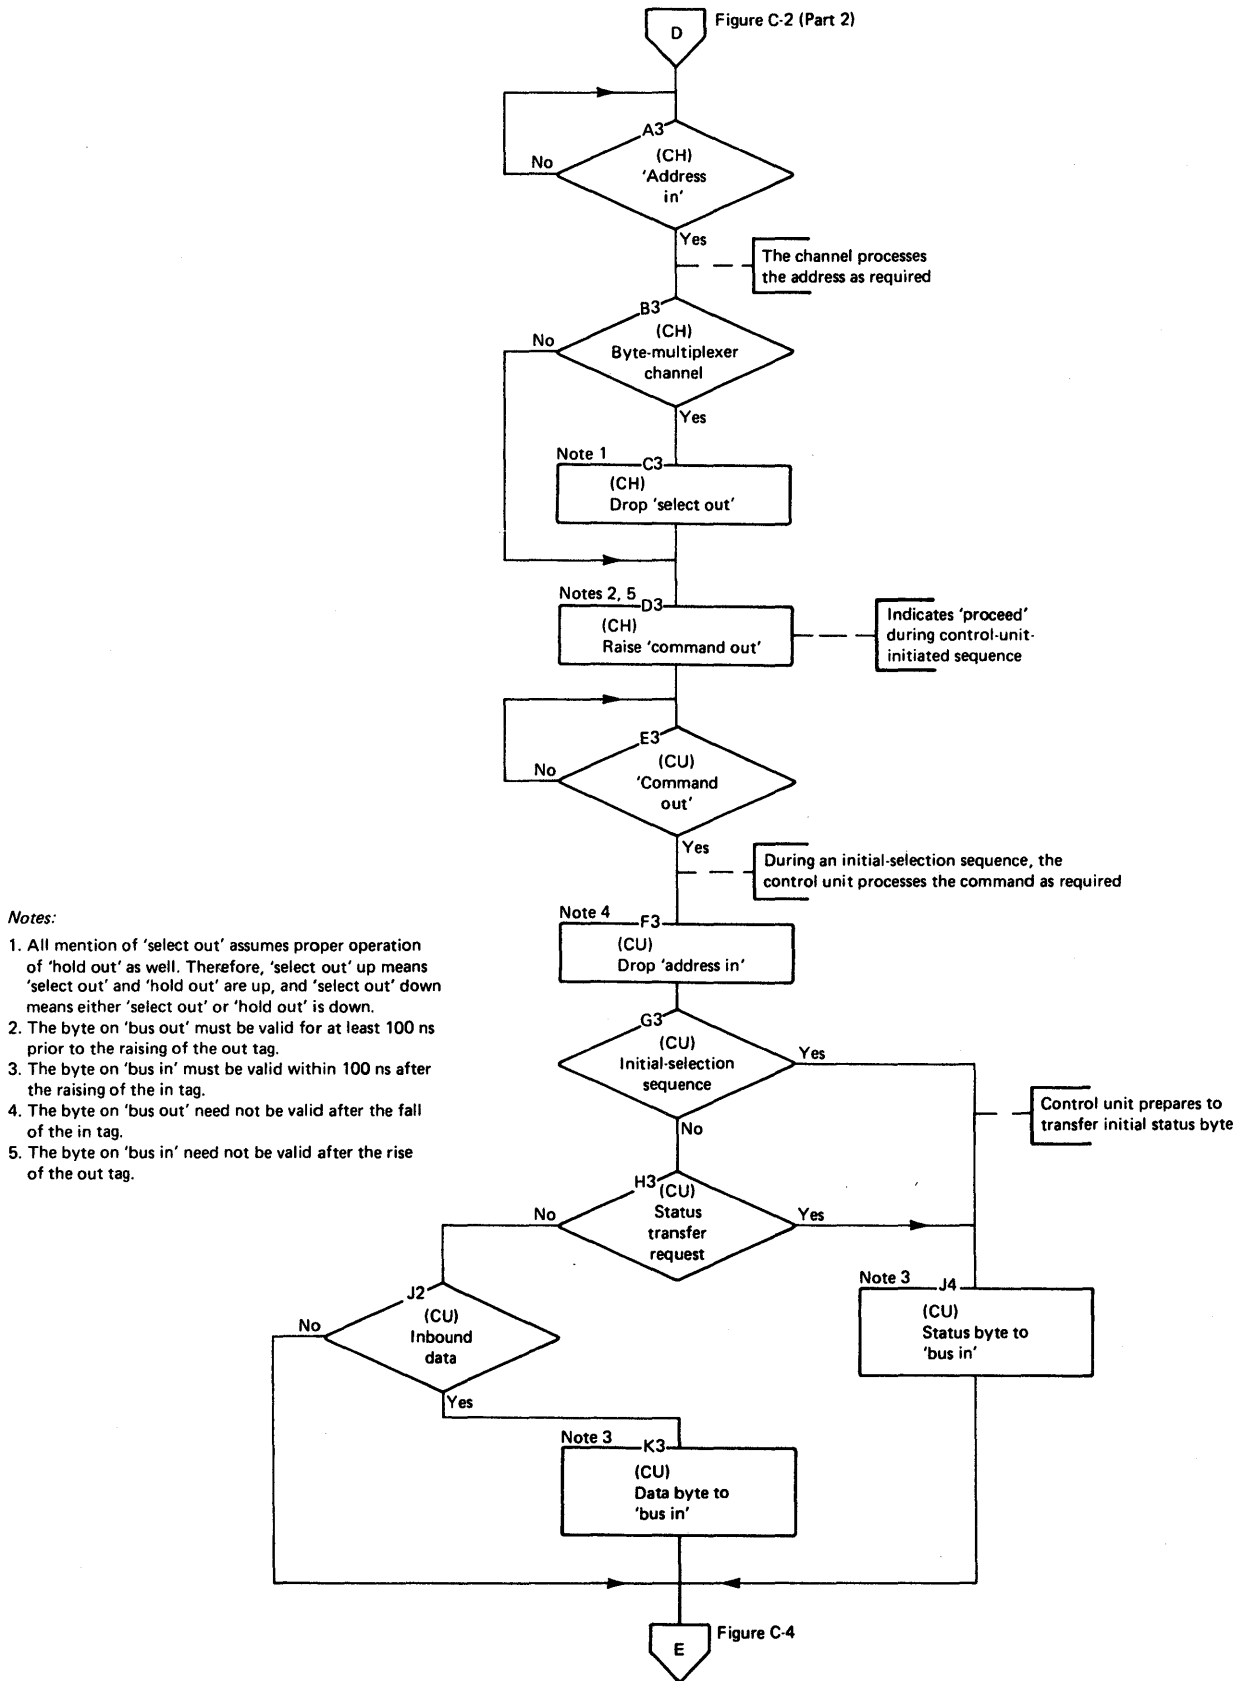 Figure C-2 (Part 2)
D
A3
(CH)
'Address
in'
No
Yes
The channel processes
the address as required
B3
(CH)
Byte-multiplexer
channel
No
Yes
Note 1
C3
(CH)
Drop 'select out'
Notes 2, 5
D3
(CH)
Raise 'command out'
Indicates 'proceed'
during control-unit-
initiated sequence
E3
(CU)
'Command
out'
No
Yes
During an initial-selection sequence, the
control unit processes the command as required
Notes:
1. All mention of 'select out' assumes proper operation
of 'hold out' as well. Therefore, 'select out' up means
'select out' and 'hold out' are up, and 'select out' down
means either 'select out' or 'hold out' is down.
2. The byte on 'bus out' must be valid for at least 100 ns
prior to the raising of the out tag.
3. The byte on 'bus in' must be valid within 100 ns after
the raising of the in tag.
4. The byte on 'bus out' need not be valid after the fall
of the in tag.
5. The byte on 'bus in' need not be valid after the rise
of the out tag.
Note 4
F3
(CU)
Drop 'address in'
G3
(CU)
Initial-selection
sequence
Yes
No
Control unit prepares to
transfer initial status byte
H3
(CU)
Status
transfer
request
No
Yes
J2
(CU)
Inbound
data
No
Yes
Note 3
J4
(CU)
Status byte to
'bus in'
Note 3
K3
(CU)
Data byte to
'bus in'
E
Figure C-4